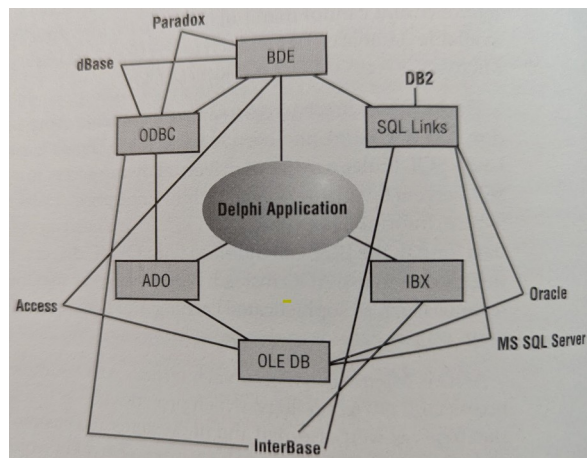 Paradox
BDE
dBase
DB2
ODBC
SQL Links
Delphi Application
ADO
IBX
Access
Oracle
MS SQL Server
OLE DB
InterBase